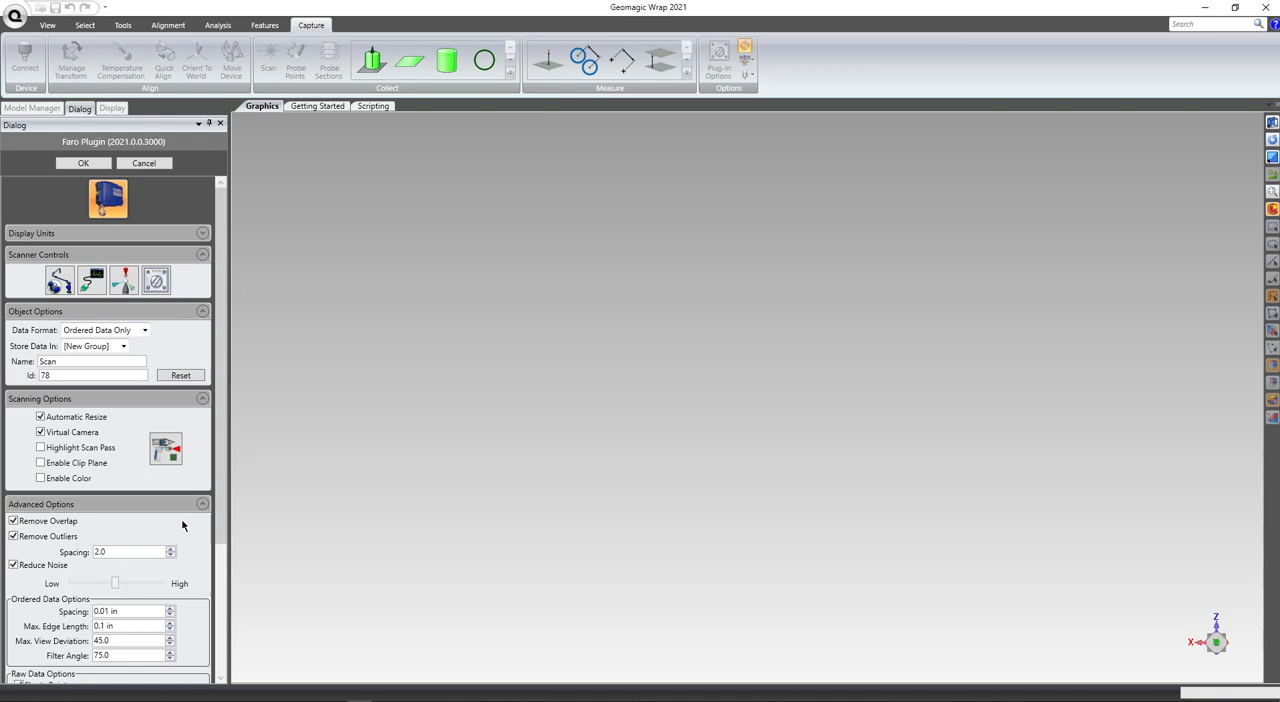 Geomagic Wrap 2021
View Select Tools Alignment Analysis Features Capture
Search
Connect
Manage Transform
Temperature Compensation
Quick Align
Orient To World
Move Device
Scan
Probe Points
Probe Sections
Plug-in Options
Device Align Collect Measure Options
Model Manager Dialog Display
Graphics Getting Started Scripting
Dialog
Faro Plugin (2021.0.0.3000)
OK Cancel
Display Units
Scanner Controls
Object Options
Data Format: Ordered Data Only
Store Data In: [New Group]
Name: Scan
Id: 78 Reset
Scanning Options
Automatic Resize
Virtual Camera
Highlight Scan Pass
Enable Clip Plane
Enable Color
Advanced Options
Remove Overlap
Remove Outliers
Spacing: 2.0
Reduce Noise
Low High
Ordered Data Options
Spacing: 0.01 in
Max. Edge Length: 0.1 in
Max. View Deviation: 45.0
Filter Angle: 75.0
Raw Data Options
Z
X